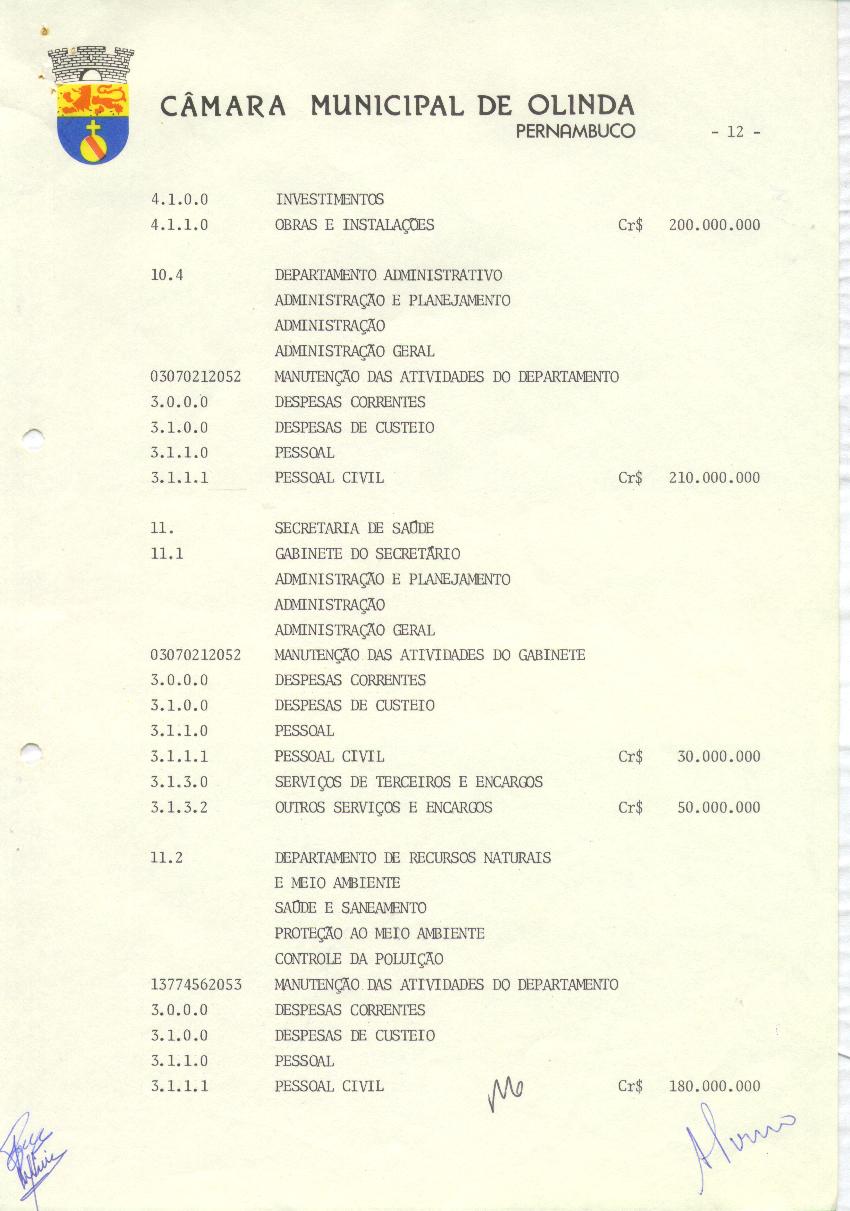 CÂMARA MUNICIPAL DE OLINDA
PERNAMBUCO - 12 -
4.1.0.0 INVESTIMENTOS
4.1.1.0 OBRAS E INSTALAÇÕES Cr$ 200.000.000
10.4 DEPARTAMENTO ADMINISTRATIVO
ADMINISTRAÇÃO E PLANEJAMENTO
ADMINISTRAÇÃO
ADMINISTRAÇÃO GERAL
03070212052 MANUTENÇÃO DAS ATIVIDADES DO DEPARTAMENTO
3.0.0.0 DESPESAS CORRENTES
3.1.0.0 DESPESAS DE CUSTEIO
3.1.1.0 PESSOAL
3.1.1.1 PESSOAL CIVIL Cr$ 210.000.000
11. SECRETARIA DE SAÚDE
11.1 GABINETE DO SECRETÁRIO
ADMINISTRAÇÃO E PLANEJAMENTO
ADMINISTRAÇÃO
ADMINISTRAÇÃO GERAL
03070212052 MANUTENÇÃO DAS ATIVIDADES DO GABINETE
3.0.0.0 DESPESAS CORRENTES
3.1.0.0 DESPESAS DE CUSTEIO
3.1.1.0 PESSOAL
3.1.1.1 PESSOAL CIVIL Cr$ 30.000.000
3.1.3.0 SERVIÇOS DE TERCEIROS E ENCARGOS
3.1.3.2 OUTROS SERVIÇOS E ENCARGOS Cr$ 50.000.000
11.2 DEPARTAMENTO DE RECURSOS NATURAIS
E MEIO AMBIENTE
SAÚDE E SANEAMENTO
PROTEÇÃO AO MEIO AMBIENTE
CONTROLE DA POLUIÇÃO
13774562053 MANUTENÇÃO DAS ATIVIDADES DO DEPARTAMENTO
3.0.0.0 DESPESAS CORRENTES
3.1.0.0 DESPESAS DE CUSTEIO
3.1.1.0 PESSOAL
3.1.1.1 PESSOAL CIVIL Cr$ 180.000.000